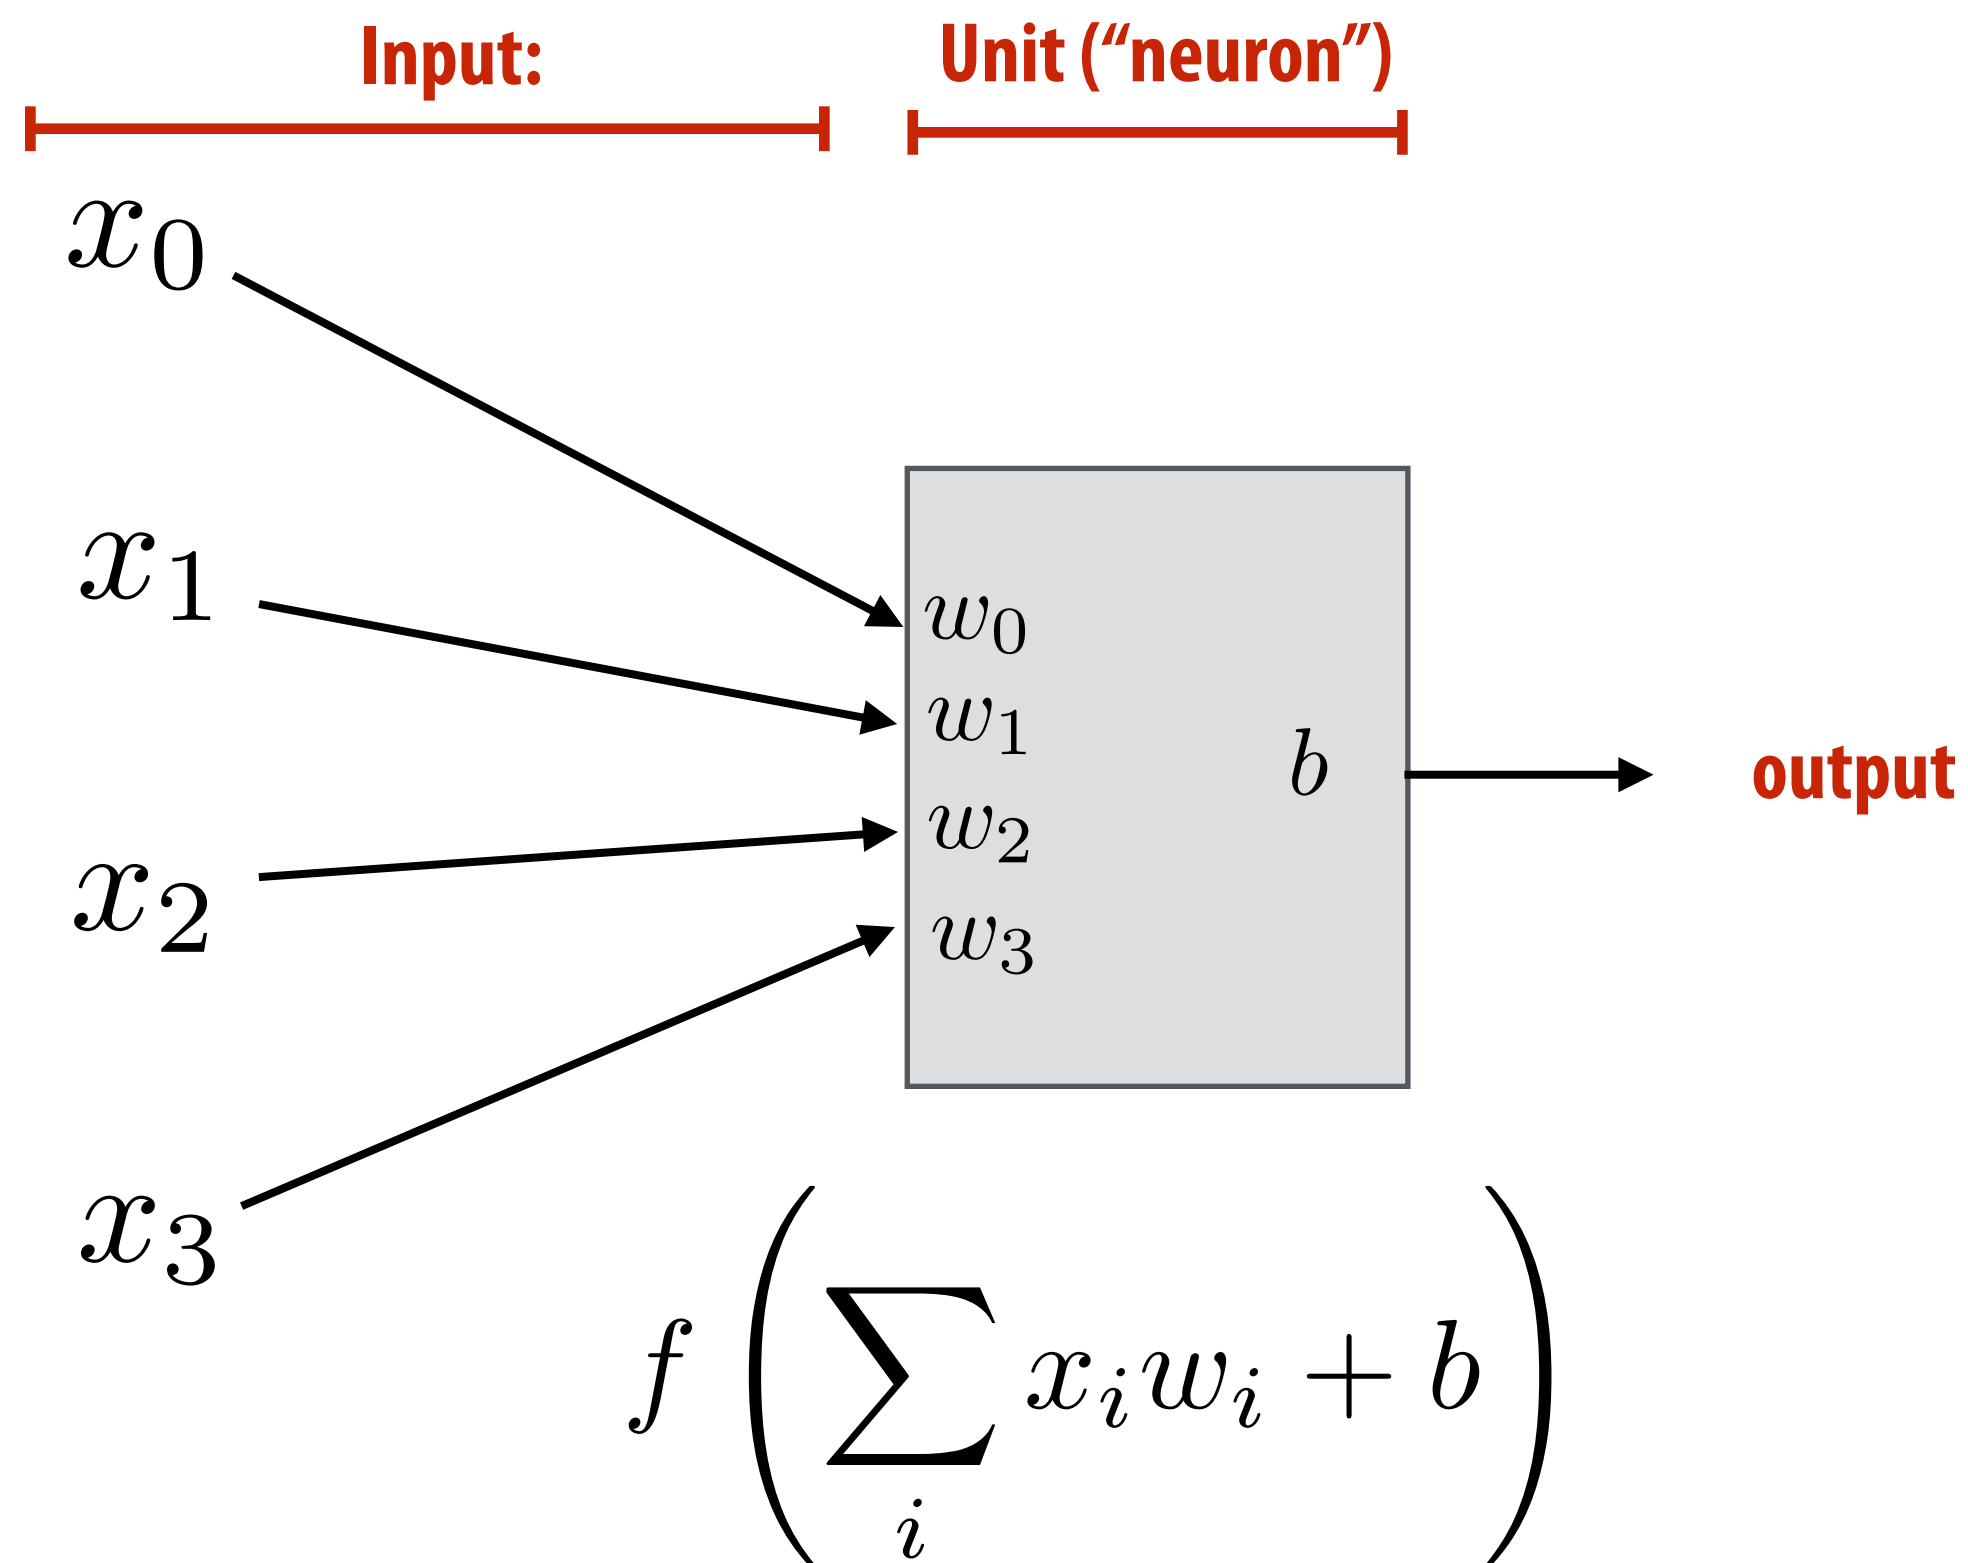 Input:
Unit (“neuron”)
x₀
x₁
x₂
x₃
w₀
w₁
w₂
w₃
b
output
f (∑ᵢ xᵢwᵢ + b)